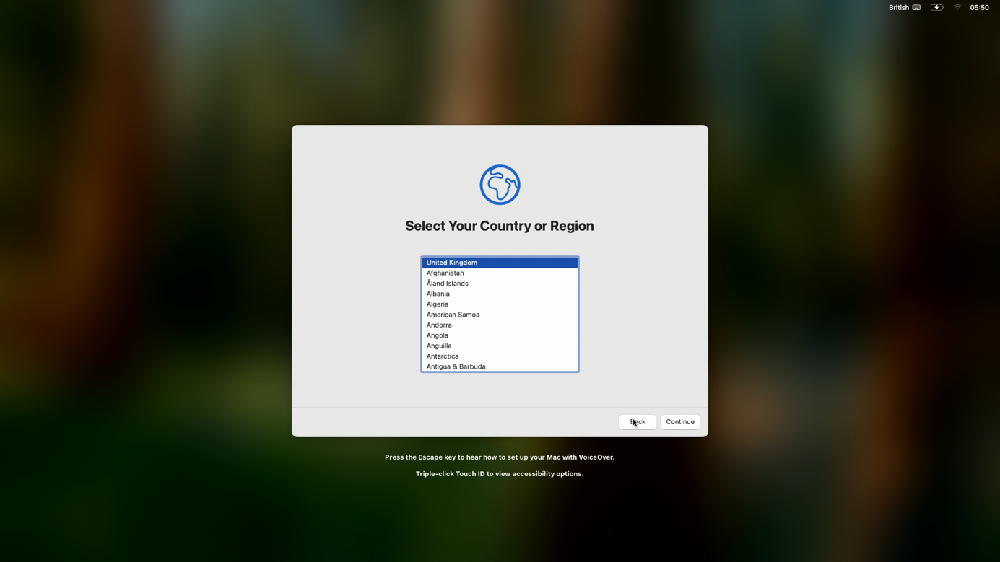 British
05:50
Select Your Country or Region
United Kingdom
Afghanistan
Åland Islands
Albania
Algeria
American Samoa
Andorra
Angola
Anguilla
Antarctica
Antigua & Barbuda
Back
Continue
Press the Escape key to hear how to set up your Mac with VoiceOver.
Triple-click Touch ID to view accessibility options.